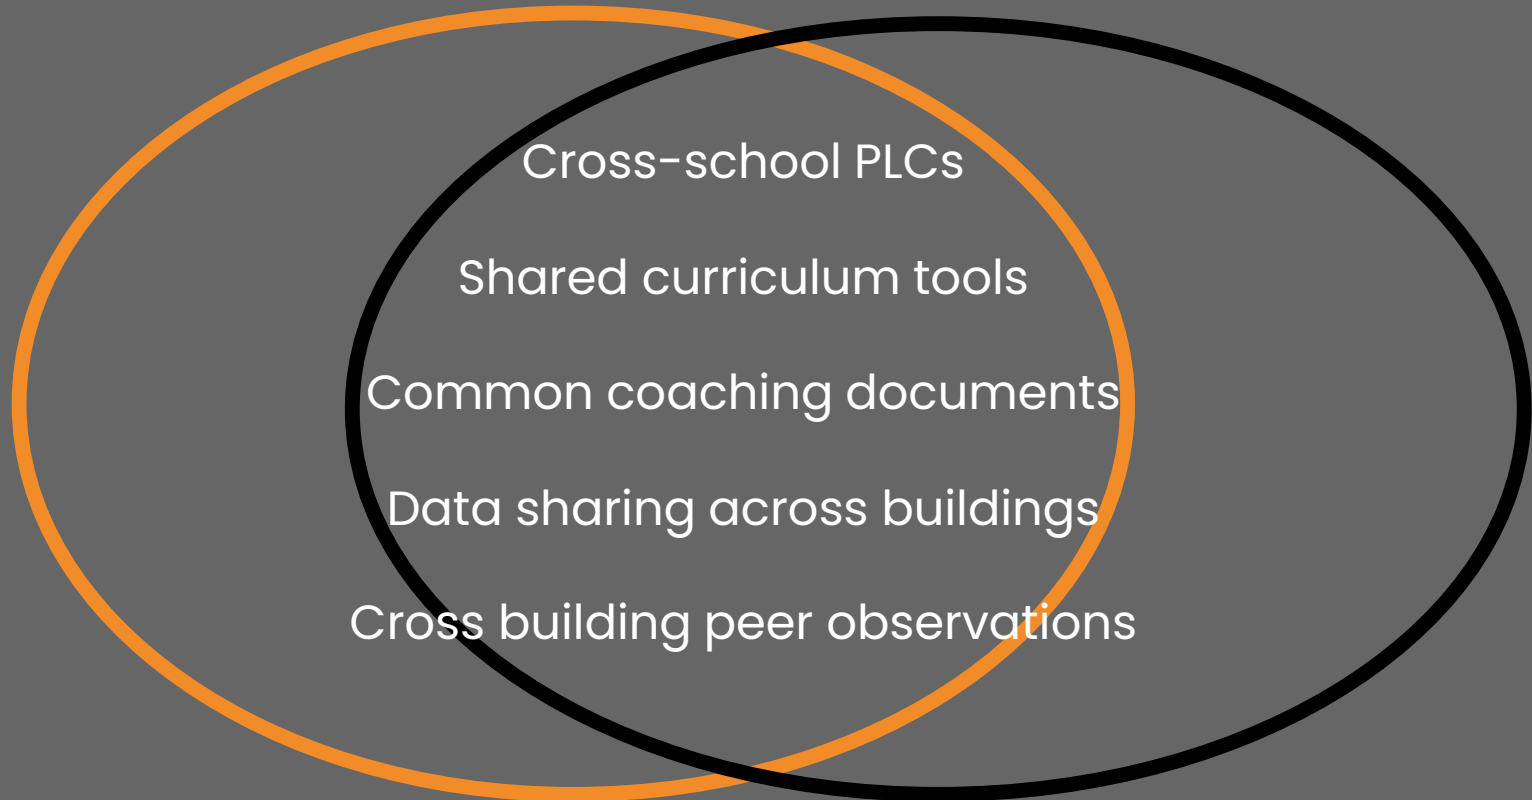 Cross-school PLCs
Shared curriculum tools
Common coaching documents
Data sharing across buildings
Cross building peer observations